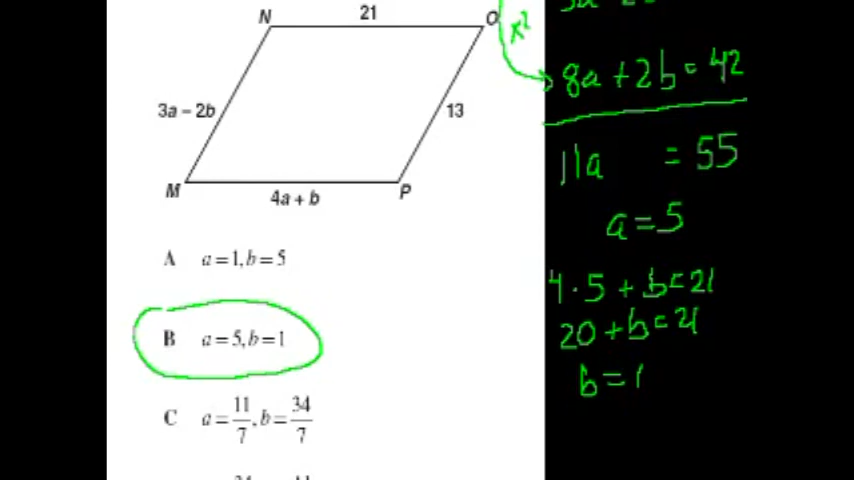 N 21 O
3a – 2b
13
M 4a + b P
A a = 1, b = 5
B a = 5, b = 1
C a = 11/7, b = 34/7
x2
8a + 2b = 42
11a = 55
a = 5
4 · 5 + b = 21
20 + b = 21
b = 1